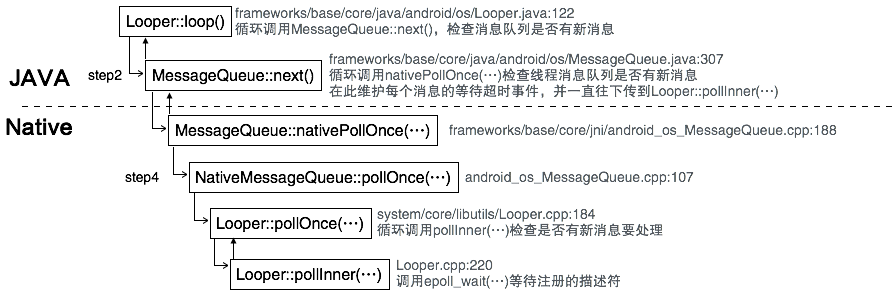 Looper::loop()
frameworks/base/core/java/android/os/Looper.java:122
循环调用MessageQueue::next()，检查消息队列是否有新消息
JAVA
step2
MessageQueue::next()
frameworks/base/core/java/android/os/MessageQueue.java:307
循环调用nativePollOnce(…)检查线程消息队列是否有新消息
在此维护每个消息的等待超时事件，并一直往下传到Looper::pollInner(…)
Native
MessageQueue::nativePollOnce(…)
frameworks/base/core/jni/android_os_MessageQueue.cpp:188
step4
NativeMessageQueue::pollOnce(…)
android_os_MessageQueue.cpp:107
Looper::pollOnce(…)
system/core/libutils/Looper.cpp:184
循环调用pollInner(…)检查是否有新消息要处理
Looper::pollInner(…)
Looper.cpp:220
调用epoll_wait(…)等待注册的描述符